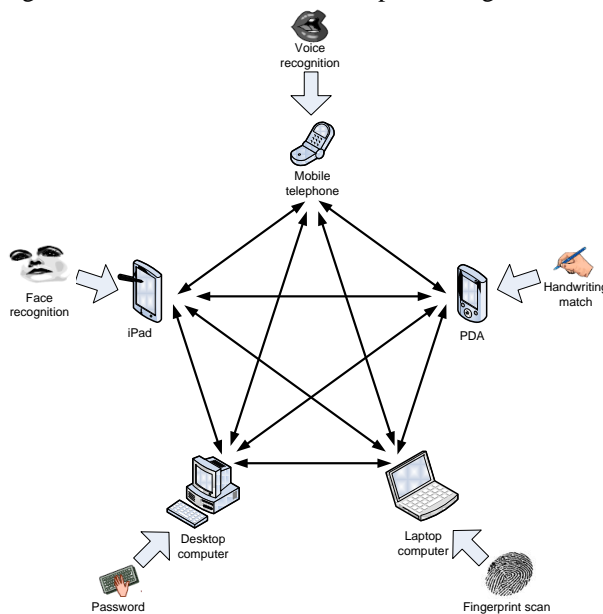 Voice
recognition
Mobile
telephone
Face
recognition
iPad
Handwriting
match
PDA
Desktop
computer
Laptop
computer
Password
Fingerprint scan